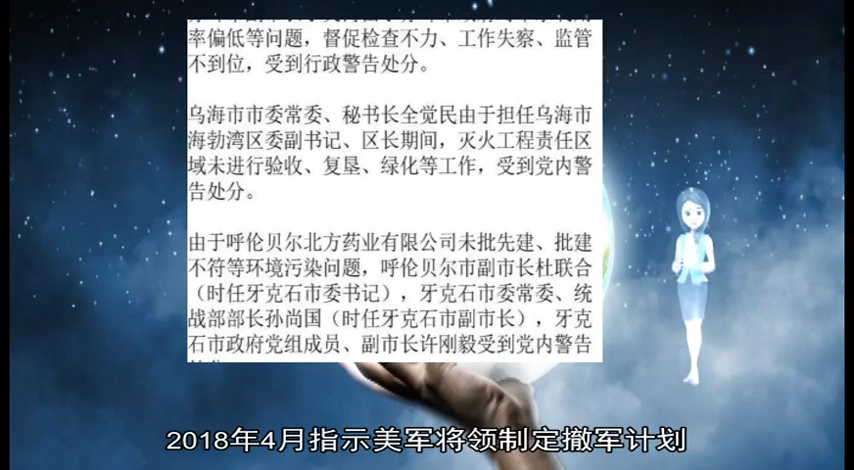 率偏低等问题，督促检查不力、工作失察、监管
不到位，受到行政警告处分。
乌海市市委常委、秘书长全觉民由于担任乌海市
海勃湾区委副书记、区长期间，灭火工程责任区
域未进行验收、复垦、绿化等工作，受到党内警
告处分。
由于呼伦贝尔北方药业有限公司未批先建、批建
不符等环境污染问题，呼伦贝尔市副市长杜联合
（时任牙克石市委书记），牙克石市委常委、统
战部部长孙尚国（时任牙克石市副市长），牙克
石市政府党组成员、副市长许刚毅受到党内警告
2018年4月指示美军将领制定撤军计划